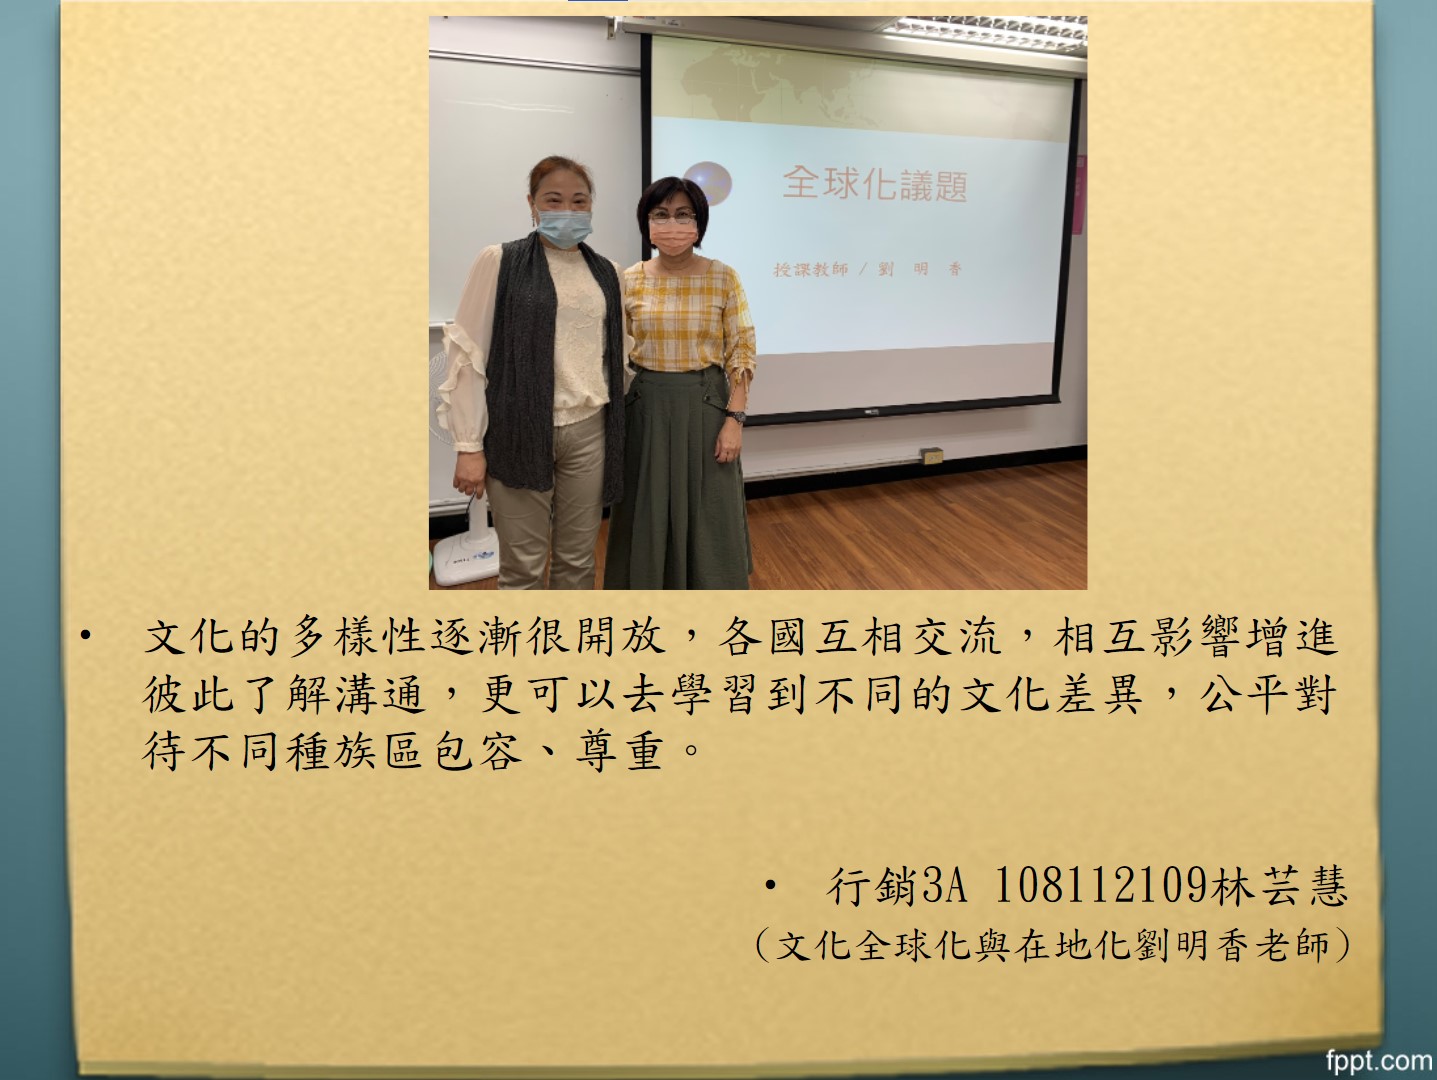 全球化議題
授課教師 / 劉 明 香
• 文化的多樣性逐漸很開放，各國互相交流，相互影響增進
彼此了解溝通，更可以去學習到不同的文化差異，公平對
待不同種族區包容、尊重。
• 行銷3A 108112109林芸慧
(文化全球化與在地化劉明香老師)
fppt.com